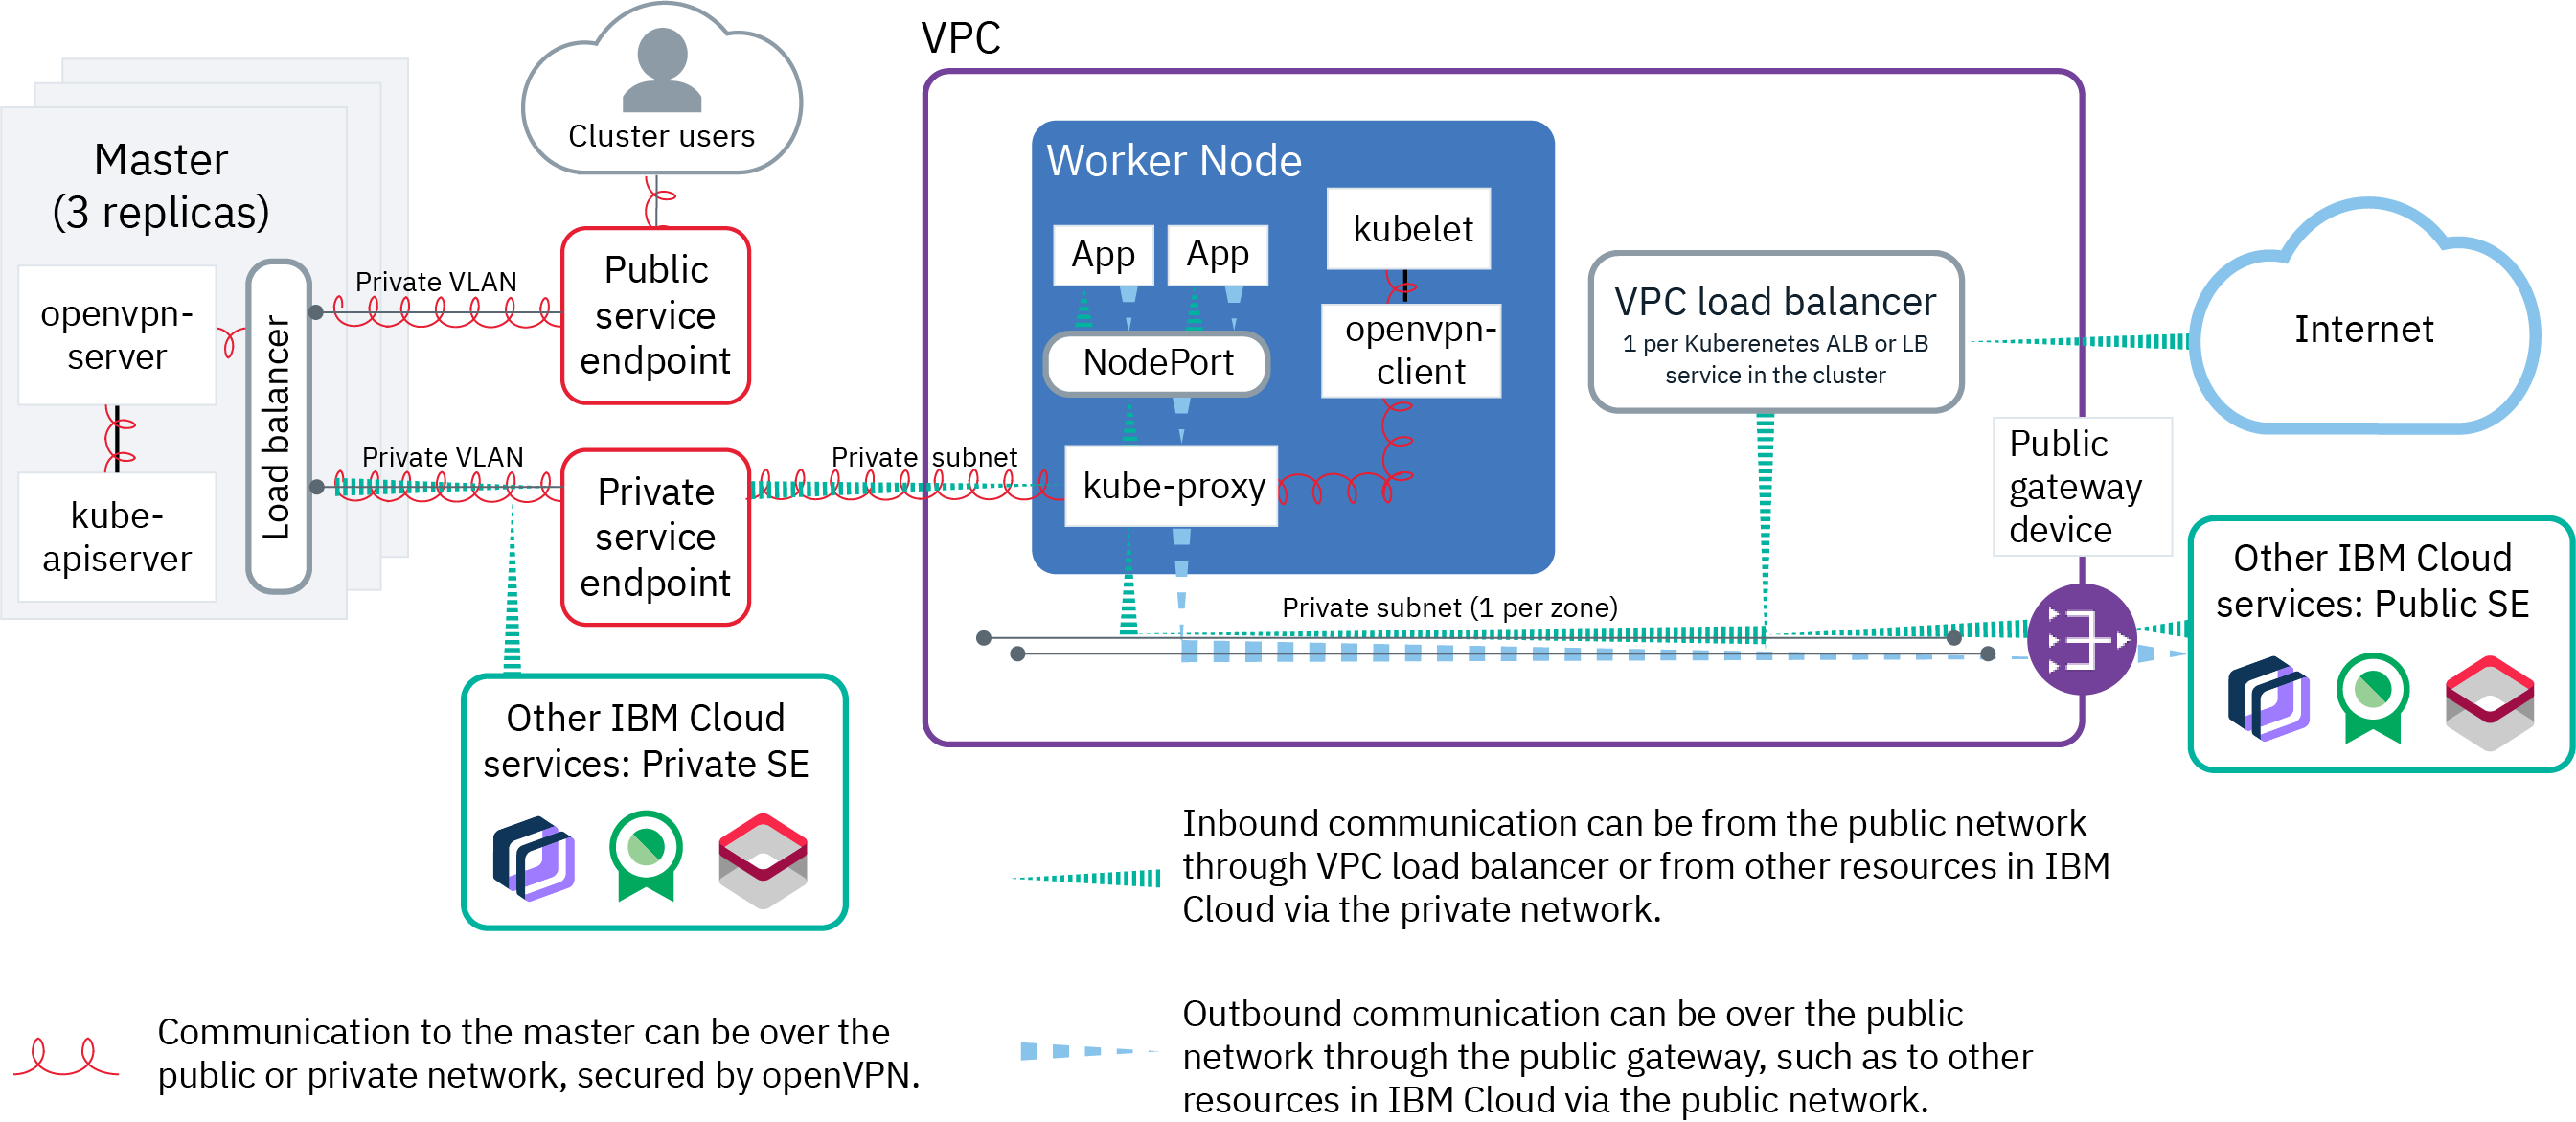 VPC
Cluster users
Master
(3 replicas)
openvpn-
server
kube-
apiserver
Load balancer
Private VLAN
Private VLAN
Public
service
endpoint
Private
service
endpoint
Private subnet
Worker Node
App
App
kubelet
NodePort
openvpn-
client
kube-proxy
VPC load balancer
1 per Kuberenetes ALB or LB
service in the cluster
Internet
Public
gateway
device
Private subnet (1 per zone)
Other IBM Cloud
services: Public SE
Other IBM Cloud
services: Private SE
Inbound communication can be from the public network
through VPC load balancer or from other resources in IBM
Cloud via the private network.
Communication to the master can be over the
public or private network, secured by openVPN.
Outbound communication can be over the public
network through the public gateway, such as to other
resources in IBM Cloud via the public network.